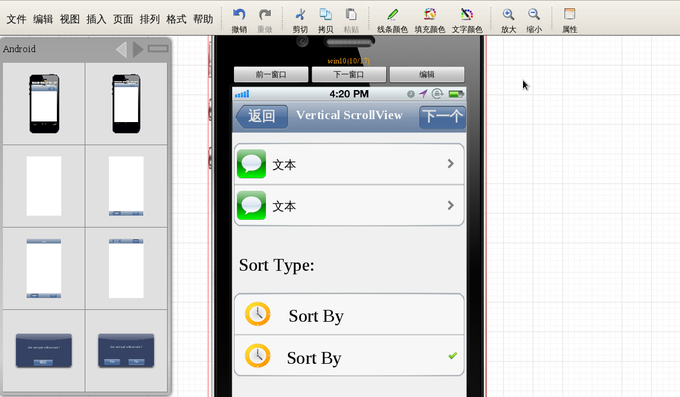 文件 编辑 视图 插入 页面 排列 格式 帮助
撤销 重做 剪切 拷贝 粘贴 线条颜色 填充颜色 文字颜色 放大 缩小 属性
Android
win10(10/17)
前一窗口 下一窗口 编辑
4:20 PM
返回 Vertical ScrollView 下一个
文本
文本
Sort Type:
Sort By
Sort By